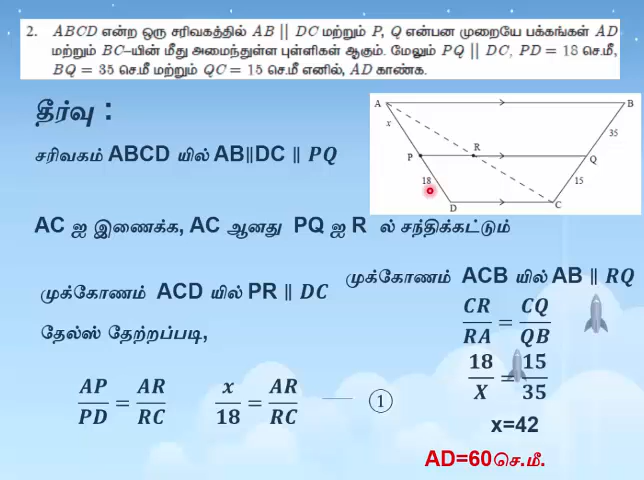 2. ABCD என்ற ஒரு சரிவகத்தில் AB || DC மற்றும் P, Q என்பன முறையே பக்கங்கள் AD
மற்றும் BC–யின் மீது அமைந்துள்ள புள்ளிகள் ஆகும். மேலும் PQ || DC, PD = 18 செ.மீ,
BQ = 35 செ.மீ மற்றும் QC = 15 செ.மீ எனில், AD காண்க.
தீர்வு :
சரிவகம் ABCD யில் AB∥DC ∥ PQ
A
B
x
35
P
R
Q
18
15
D
C
AC ஐ இணைக்க, AC ஆனது PQ ஐ R ல் சந்திக்கட்டும்
முக்கோணம் ACD யில் PR ∥ DC
தேல்ஸ் தேற்றப்படி,
AP/PD = AR/RC x/18 = AR/RC —— ①
முக்கோணம் ACB யில் AB ∥ RQ
CR/RA = CQ/QB
18/X = 15/35
x=42
AD=60செ.மீ.